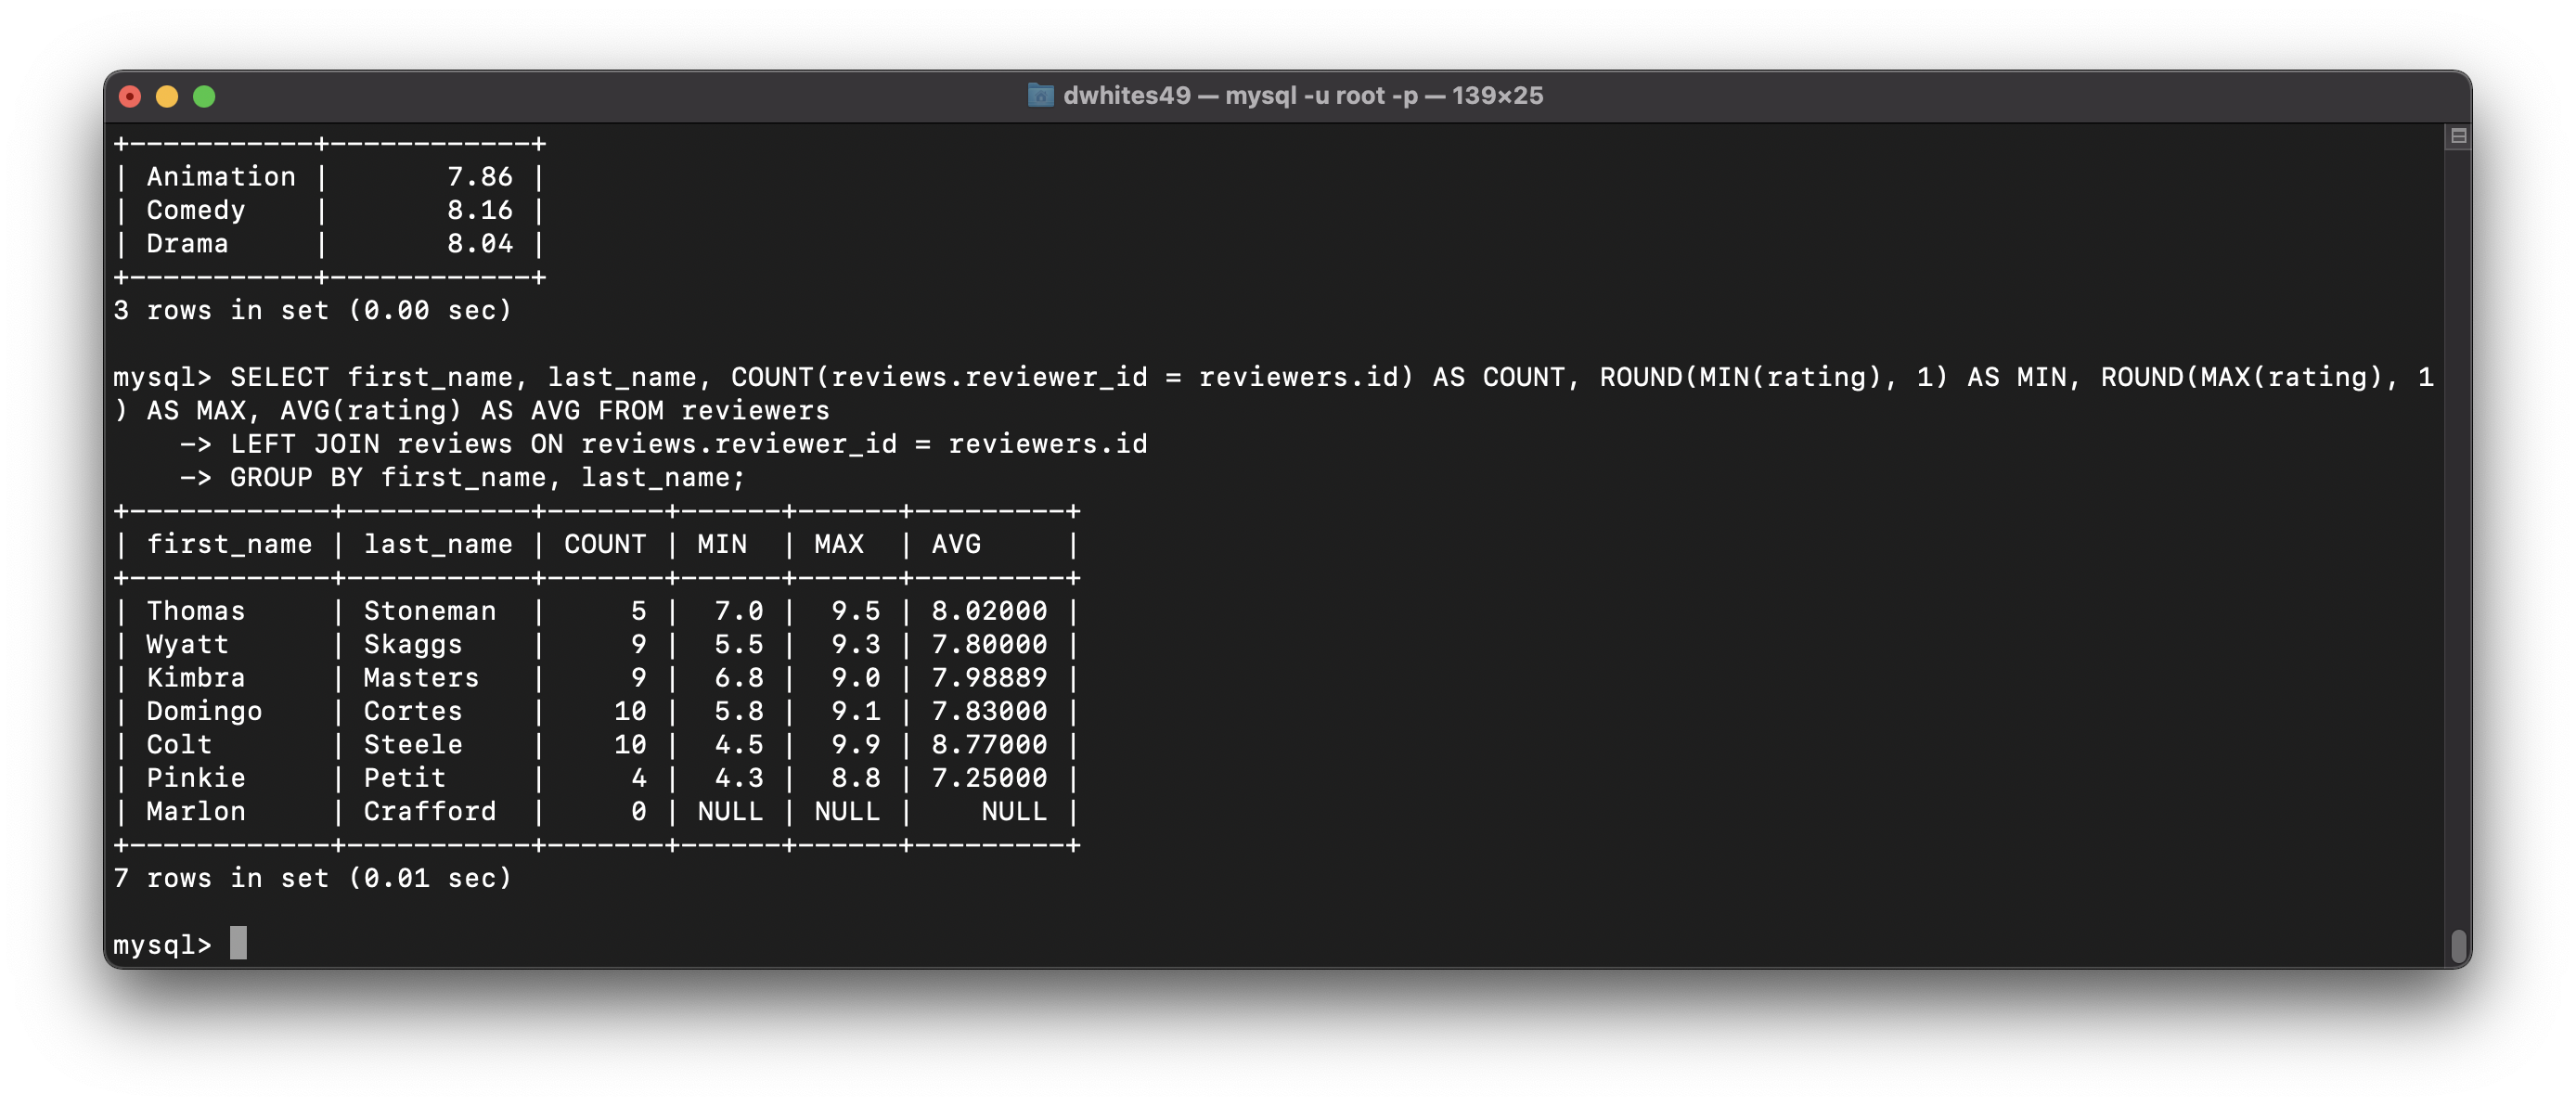 dwhites49 — mysql -u root -p — 139×25
+-----------+------------+
| Animation |       7.86 |
| Comedy    |       8.16 |
| Drama     |       8.04 |
+-----------+------------+
3 rows in set (0.00 sec)
mysql> SELECT first_name, last_name, COUNT(reviews.reviewer_id = reviewers.id) AS COUNT, ROUND(MIN(rating), 1) AS MIN, ROUND(MAX(rating), 1
) AS MAX, AVG(rating) AS AVG FROM reviewers
    -> LEFT JOIN reviews ON reviews.reviewer_id = reviewers.id
    -> GROUP BY first_name, last_name;
+------------+-----------+-------+------+------+---------+
| first_name | last_name | COUNT | MIN  | MAX  | AVG     |
+------------+-----------+-------+------+------+---------+
| Thomas     | Stoneman  |     5 |  7.0 |  9.5 | 8.02000 |
| Wyatt      | Skaggs    |     9 |  5.5 |  9.3 | 7.80000 |
| Kimbra     | Masters   |     9 |  6.8 |  9.0 | 7.98889 |
| Domingo    | Cortes    |    10 |  5.8 |  9.1 | 7.83000 |
| Colt       | Steele    |    10 |  4.5 |  9.9 | 8.77000 |
| Pinkie     | Petit     |     4 |  4.3 |  8.8 | 7.25000 |
| Marlon     | Crafford  |     0 | NULL | NULL |    NULL |
+------------+-----------+-------+------+------+---------+
7 rows in set (0.01 sec)
mysql>